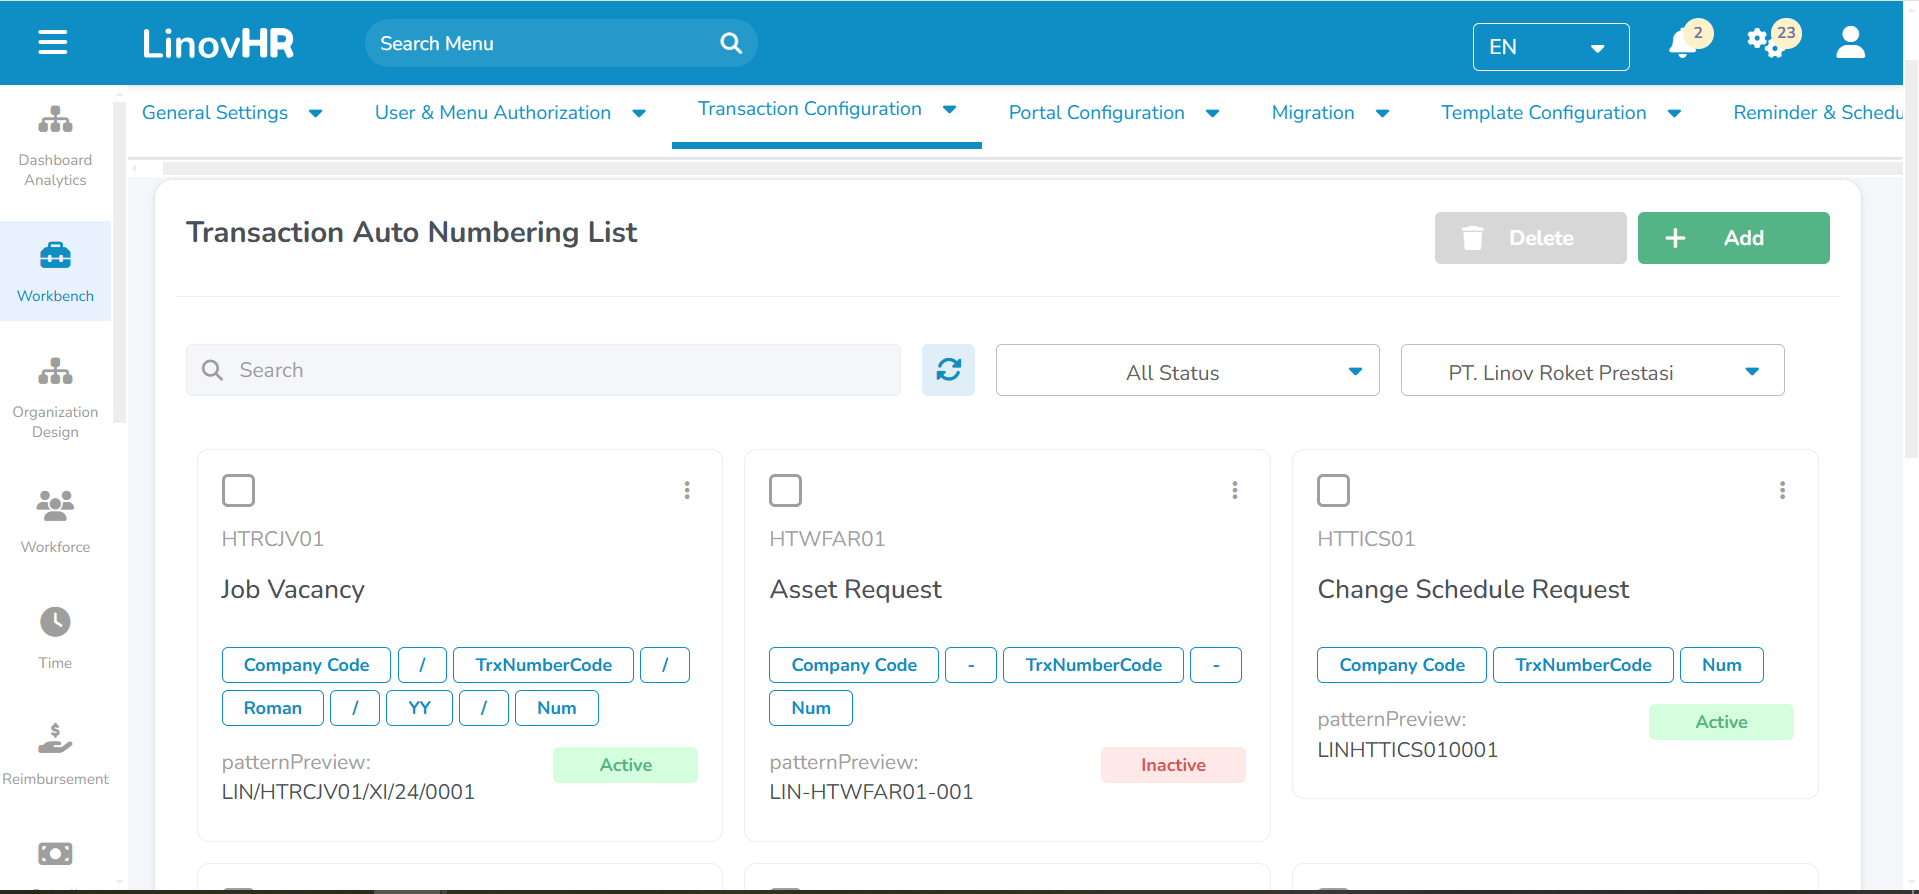 LinovHR
Search Menu
EN
2
23
General Settings
User & Menu Authorization
Transaction Configuration
Portal Configuration
Migration
Template Configuration
Reminder & Schedu
Dashboard
Analytics
Workbench
Organization
Design
Workforce
Time
Reimbursement
Transaction Auto Numbering List
Delete
+ Add
Search
All Status
PT. Linov Roket Prestasi
HTRCJV01
Job Vacancy
Company Code / TrxNumberCode /
Roman / YY / Num
patternPreview:
LIN/HTRCJV01/XI/24/0001
Active
HTWFAR01
Asset Request
Company Code - TrxNumberCode -
Num
patternPreview:
LIN-HTWFAR01-001
Inactive
HTTICS01
Change Schedule Request
Company Code TrxNumberCode Num
patternPreview:
LINHTTICS010001
Active